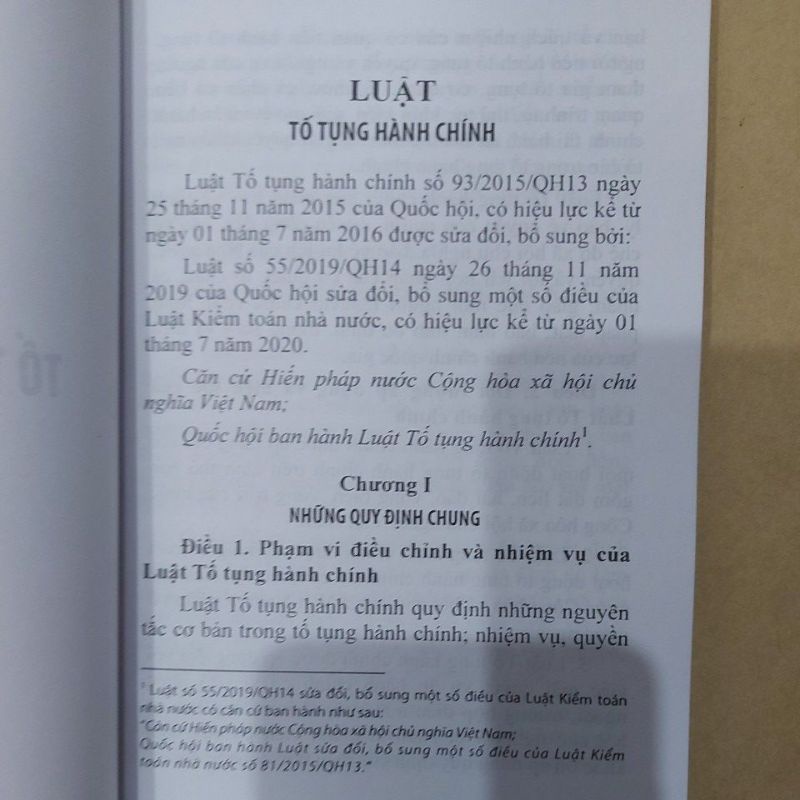 LUẬT
TỐ TỤNG HÀNH CHÍNH
Luật Tố tụng hành chính số 93/2015/QH13 ngày
25 tháng 11 năm 2015 của Quốc hội, có hiệu lực kể từ
ngày 01 tháng 7 năm 2016 được sửa đổi, bổ sung bởi:
Luật số 55/2019/QH14 ngày 26 tháng 11 năm
2019 của Quốc hội sửa đổi, bổ sung một số điều của
Luật Kiểm toán nhà nước, có hiệu lực kể từ ngày 01
tháng 7 năm 2020.
Căn cứ Hiến pháp nước Cộng hòa xã hội chủ
nghĩa Việt Nam;
Quốc hội ban hành Luật Tố tụng hành chính¹.
Chương I
NHỮNG QUY ĐỊNH CHUNG
Điều 1. Phạm vi điều chỉnh và nhiệm vụ của
Luật Tố tụng hành chính
Luật Tố tụng hành chính quy định những nguyên
tắc cơ bản trong tố tụng hành chính; nhiệm vụ, quyền
¹ Luật số 55/2019/QH14 sửa đổi, bổ sung một số điều của Luật Kiểm toán
nhà nước có căn cứ ban hành như sau:
"Căn cứ Hiến pháp nước Cộng hòa xã hội chủ nghĩa Việt Nam;
Quốc hội ban hành Luật sửa đổi, bổ sung một số điều của Luật Kiểm
toán nhà nước số 81/2015/QH13."